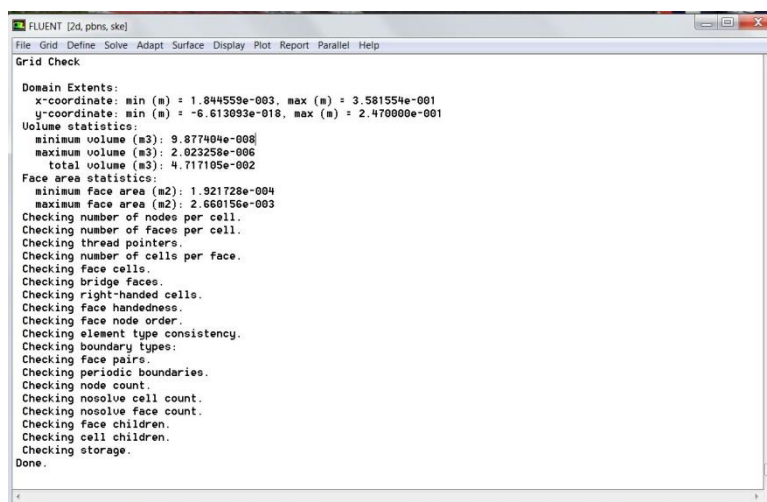 FLUENT [2d, pbns, ske]
File Grid Define Solve Adapt Surface Display Plot Report Parallel Help
Grid Check
Domain Extents:
x-coordinate: min (m) = 1.844559e-003, max (m) = 3.581554e-001
y-coordinate: min (m) = -6.613093e-018, max (m) = 2.470000e-001
Volume statistics:
minimum volume (m3): 9.877404e-008
maximum volume (m3): 2.023258e-006
total volume (m3): 4.717105e-002
Face area statistics:
minimum face area (m2): 1.921728e-004
maximum face area (m2): 2.660156e-003
Checking number of nodes per cell.
Checking number of faces per cell.
Checking thread pointers.
Checking number of cells per face.
Checking face cells.
Checking bridge faces.
Checking right-handed cells.
Checking face handedness.
Checking face node order.
Checking element type consistency.
Checking boundary types:
Checking face pairs.
Checking periodic boundaries.
Checking node count.
Checking nosolve cell count.
Checking nosolve face count.
Checking face children.
Checking cell children.
Checking storage.
Done.